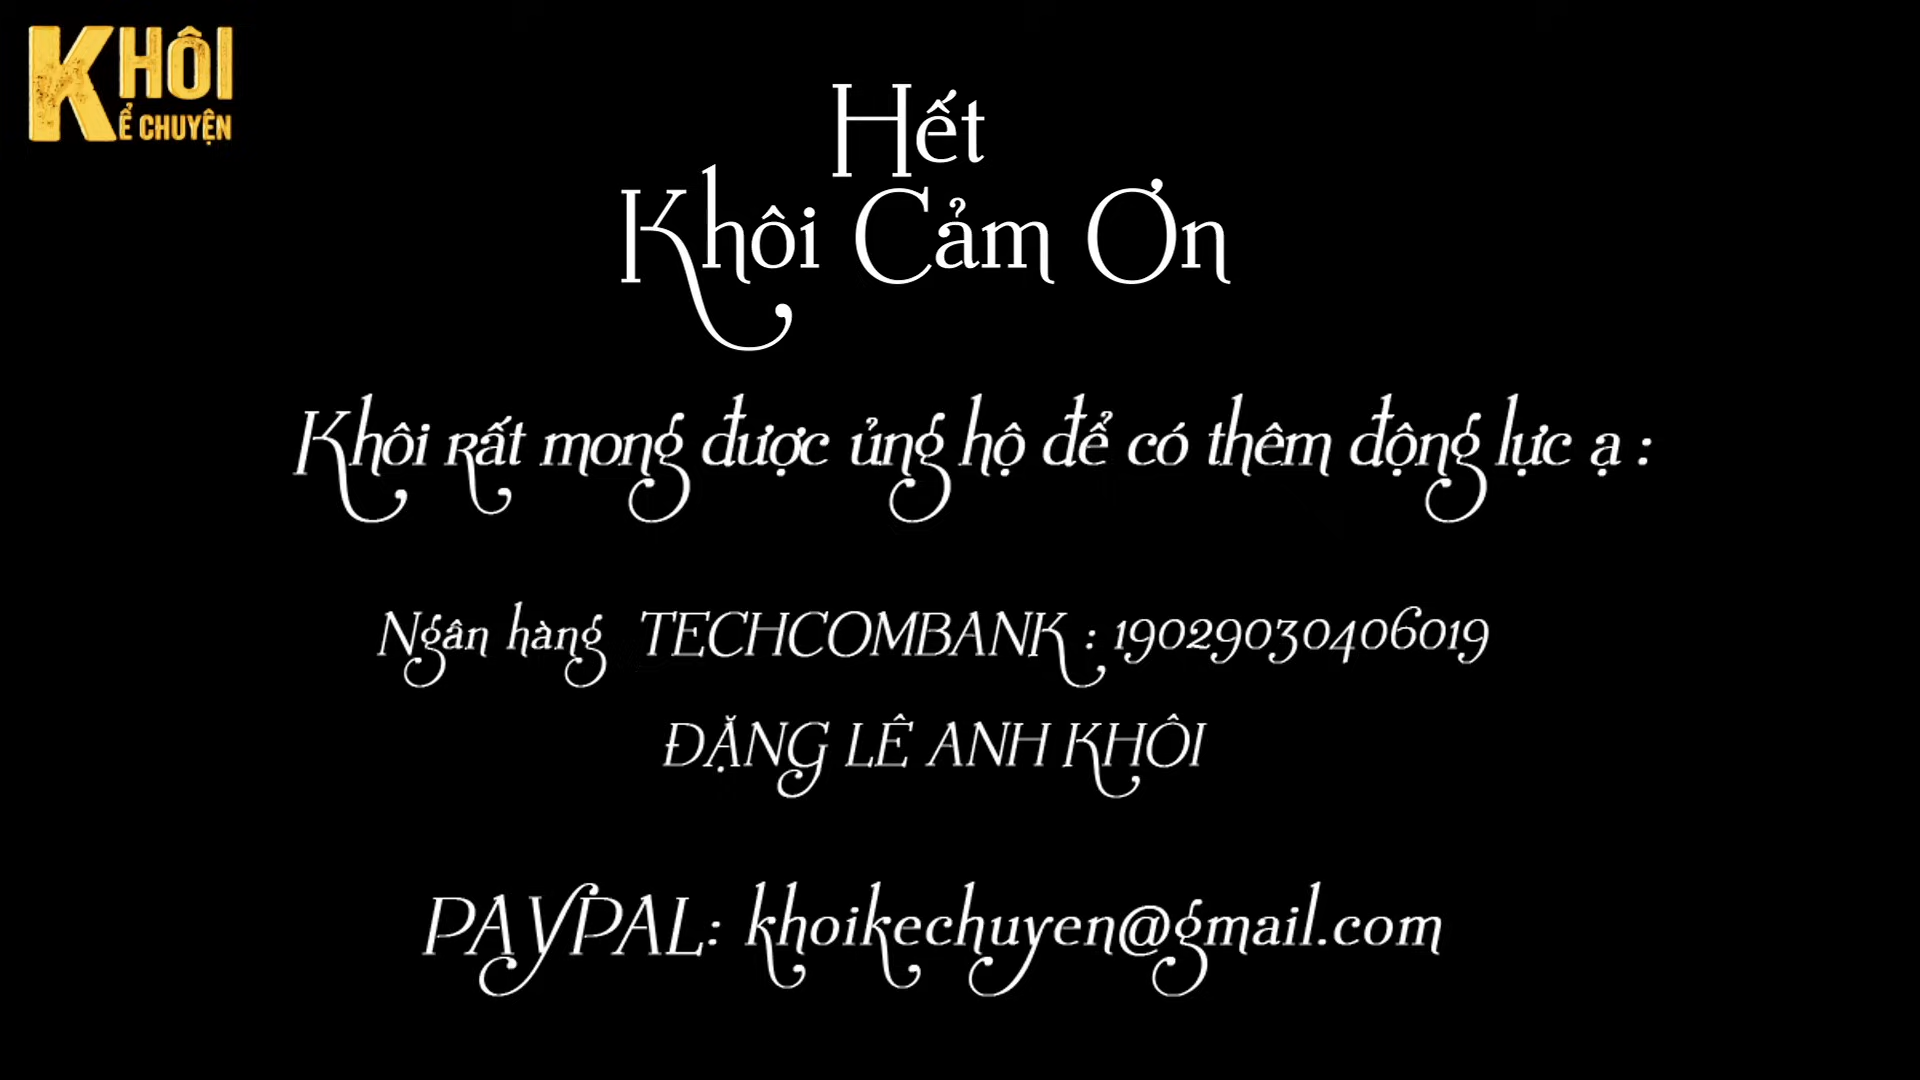 KHÔI
KỂ CHUYỆN
Hết
Khôi Cảm Ơn
Khôi rất mong được ủng hộ để có thêm động lực ạ :
Ngân hàng TECHCOMBANK : 19029030406019
ĐẶNG LÊ ANH KHÔI
PAYPAL: khoikechuyen@gmail.com